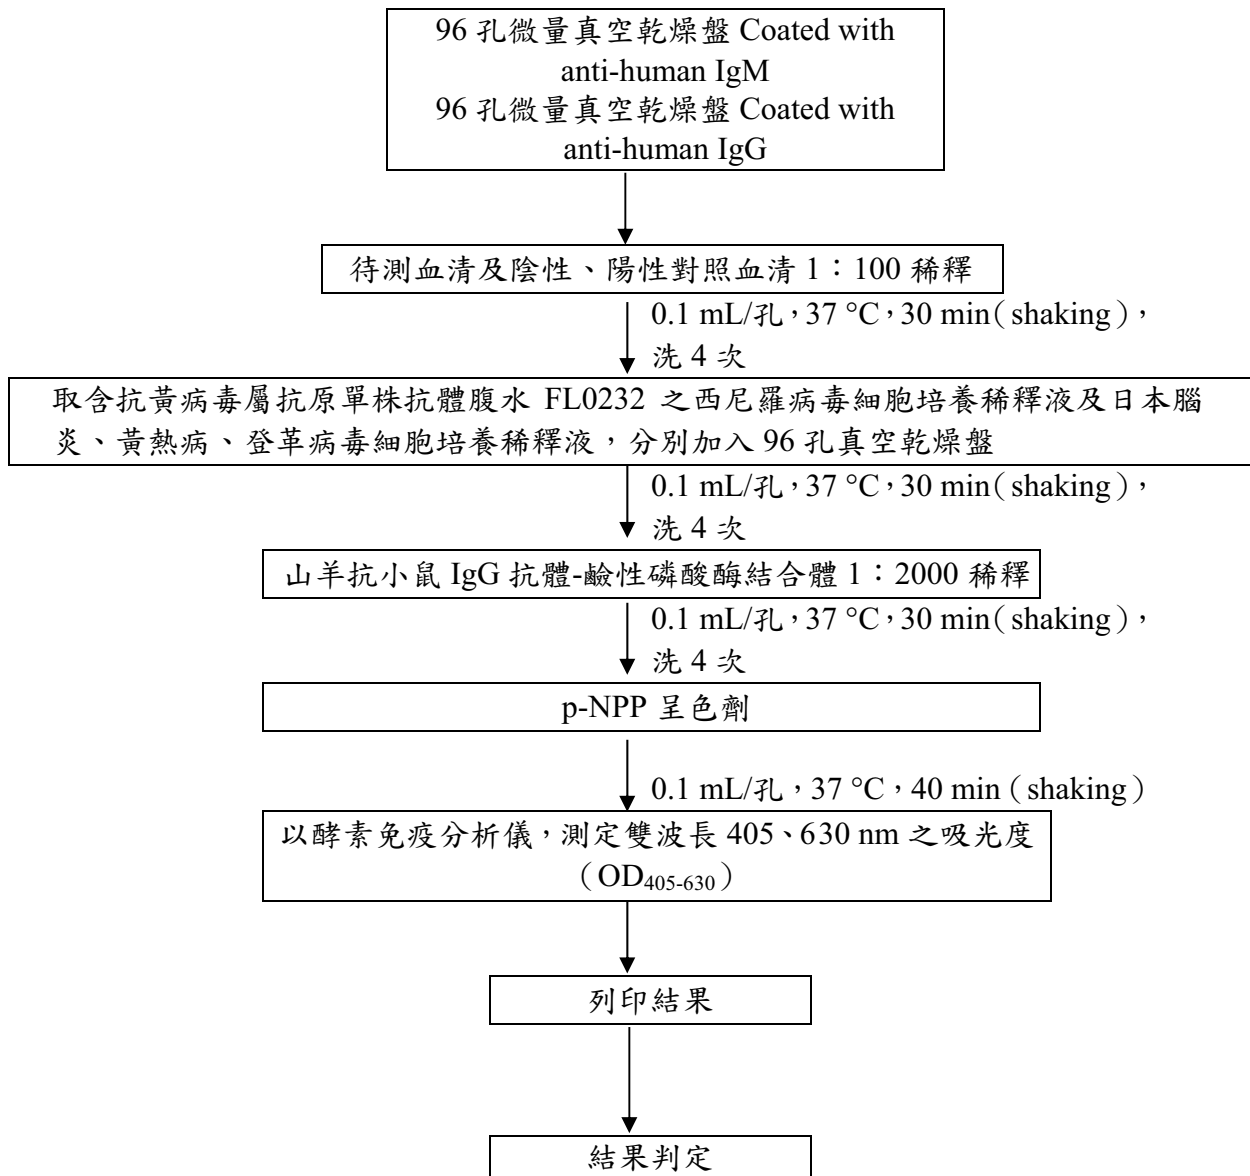 96 孔微量真空乾燥盤 Coated with
anti-human IgM
96 孔微量真空乾燥盤 Coated with
anti-human IgG
待測血清及陰性、陽性對照血清 1：100 稀釋
0.1 mL/孔，37 °C，30 min（shaking），
洗 4 次
取含抗黃病毒屬抗原單株抗體腹水 FL0232 之西尼羅病毒細胞培養稀釋液及日本腦
炎、黃熱病、登革病毒細胞培養稀釋液，分別加入 96 孔真空乾燥盤
0.1 mL/孔，37 °C，30 min（shaking），
洗 4 次
山羊抗小鼠 IgG 抗體-鹼性磷酸酶結合體 1：2000 稀釋
0.1 mL/孔，37 °C，30 min（shaking），
洗 4 次
p-NPP 呈色劑
0.1 mL/孔，37 °C，40 min（shaking）
以酵素免疫分析儀，測定雙波長 405、630 nm 之吸光度
（OD405-630）
列印結果
結果判定